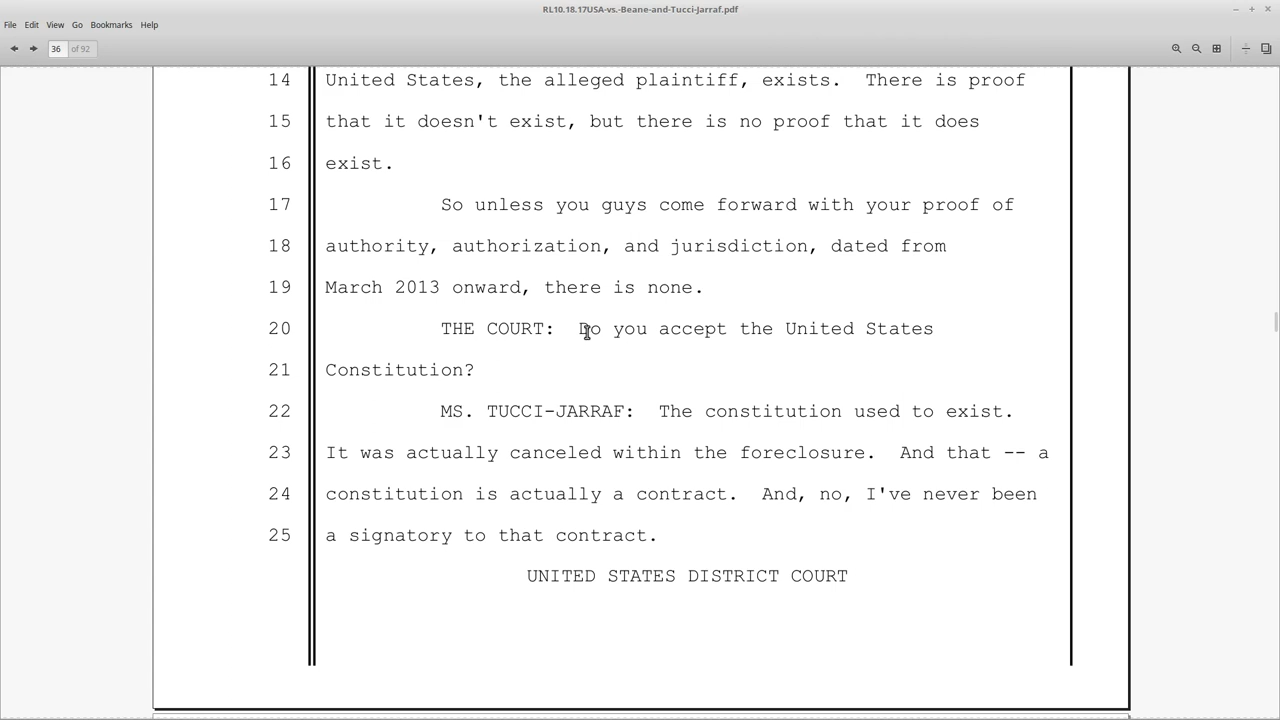 RL10.18.17USA-vs.-Beane-and-Tucci-Jarraf.pdf
File Edit View Go Bookmarks Help
36 of 92
14 United States, the alleged plaintiff, exists. There is proof
15 that it doesn't exist, but there is no proof that it does
16 exist.
17 So unless you guys come forward with your proof of
18 authority, authorization, and jurisdiction, dated from
19 March 2013 onward, there is none.
20 THE COURT: Do you accept the United States
21 Constitution?
22 MS. TUCCI-JARRAF: The constitution used to exist.
23 It was actually canceled within the foreclosure. And that -- a
24 constitution is actually a contract. And, no, I've never been
25 a signatory to that contract.
UNITED STATES DISTRICT COURT